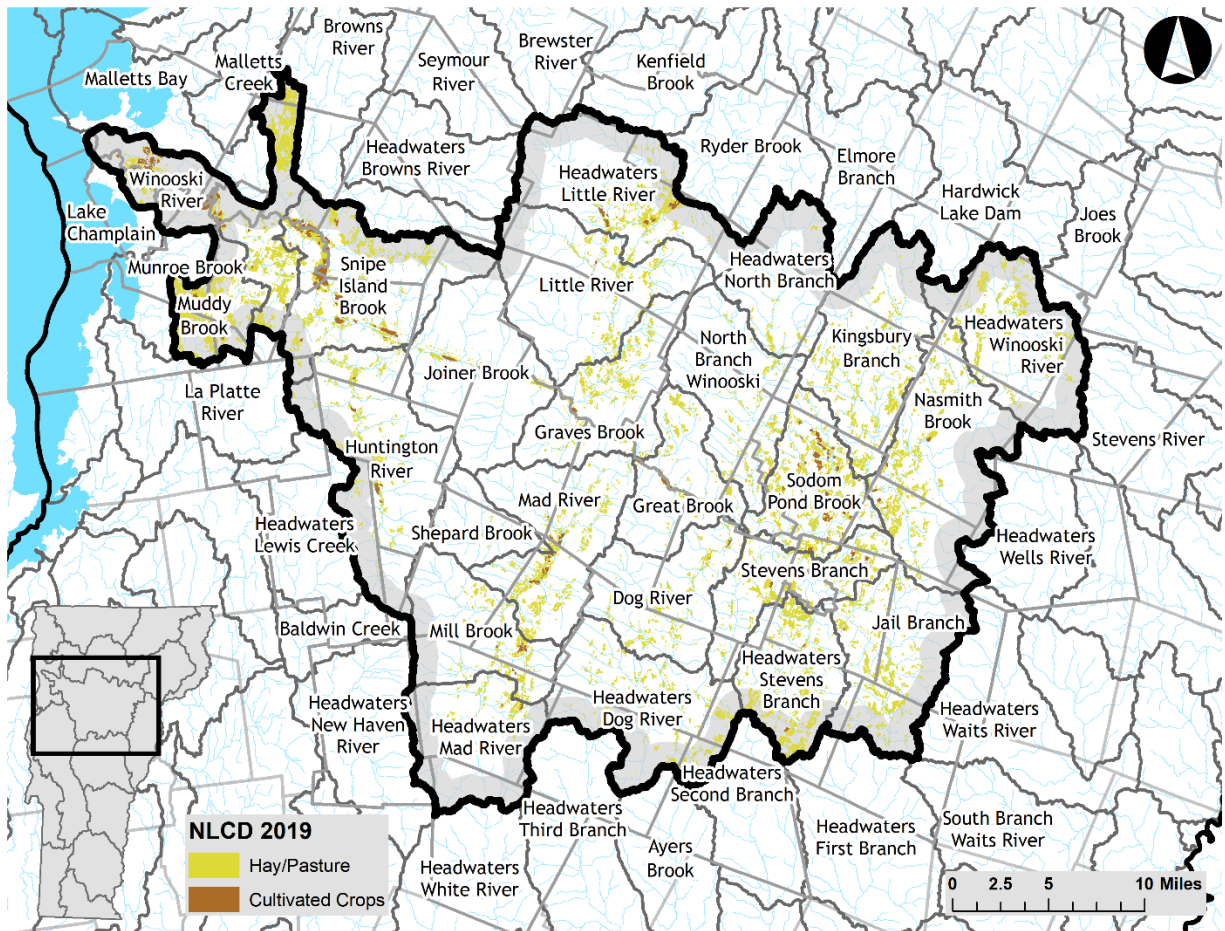 Browns
River
Brewster
River
Malletts
Creek
Seymour
River
Kenfield
Brook
Malletts Bay
Headwaters
Browns River
Ryder Brook
Elmore
Branch
Winooski
River
Headwaters
Little River
Hardwick
Lake Dam
Joes
Brook
Lake
Champlain
Munroe Brook
Snipe
Island
Brook
Little River
Headwaters
North Branch
Muddy
Brook
North
Branch
Winooski
Kingsbury
Branch
Headwaters
Winooski
River
Joiner Brook
La Platte
River
Nasmith
Brook
Graves Brook
Stevens River
Huntington
River
Mad River
Great Brook
Sodom
Pond Brook
Headwaters
Lewis Creek
Shepard Brook
Headwaters
Wells River
Stevens Branch
Dog River
Baldwin Creek
Mill Brook
Jail Branch
Headwaters
Stevens
Branch
Headwaters
New Haven
River
Headwaters
Mad River
Headwaters
Dog River
Headwaters
Waits River
Headwaters
Second Branch
Headwaters
Third Branch
Headwaters
First Branch
South Branch
Waits River
Ayers
Brook
Headwaters
White River
NLCD 2019
Hay/Pasture
Cultivated Crops
0 2.5 5 10 Miles